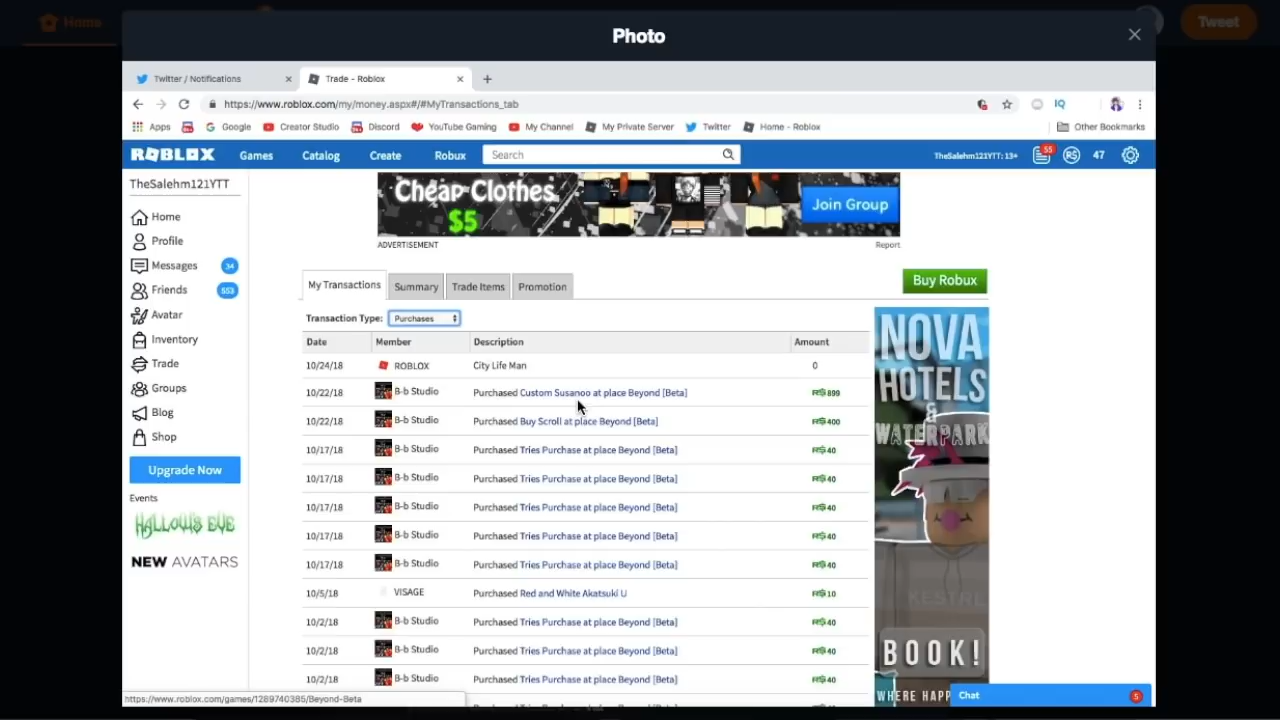 Home
Photo
Tweet
Twitter / Notifications
Trade - Roblox
https://www.roblox.com/my/money.aspx#/#MyTransactions_tab
IQ
Apps
Google
Creator Studio
Discord
YouTube Gaming
My Channel
My Private Server
Twitter
Home - Roblox
Other Bookmarks
ROBLOX
Games
Catalog
Create
Robux
Search
TheSalehm121YTT: 13+
55
R$
47
TheSalehm121YTT
Home
Profile
Messages 34
Friends 553
Avatar
Inventory
Trade
Groups
Blog
Shop
Upgrade Now
Events
HALLOW'S EVE
NEW AVATARS
Cheap Clothes.
$5
Join Group
ADVERTISEMENT
Report
My Transactions
Summary
Trade Items
Promotion
Buy Robux
Transaction Type: Purchases
Date Member Description Amount
10/24/18 ROBLOX City Life Man 0
10/22/18 B-b Studio Purchased Custom Susanoo at place Beyond [Beta] R$ 899
10/22/18 B-b Studio Purchased Buy Scroll at place Beyond [Beta] R$ 400
10/17/18 B-b Studio Purchased Tries Purchase at place Beyond [Beta] R$ 40
10/17/18 B-b Studio Purchased Tries Purchase at place Beyond [Beta] R$ 40
10/17/18 B-b Studio Purchased Tries Purchase at place Beyond [Beta] R$ 40
10/17/18 B-b Studio Purchased Tries Purchase at place Beyond [Beta] R$ 40
10/17/18 B-b Studio Purchased Tries Purchase at place Beyond [Beta] R$ 40
10/5/18 VISAGE Purchased Red and White Akatsuki U R$ 10
10/2/18 B-b Studio Purchased Tries Purchase at place Beyond [Beta] R$ 40
10/2/18 B-b Studio Purchased Tries Purchase at place Beyond [Beta] R$ 40
10/2/18 B-b Studio Purchased Tries Purchase at place Beyond [Beta] R$ 40
NOVA
HOTELS
&
WATERPARK
KESTREL
BOOK!
WHERE HAPP
Chat 5
https://www.roblox.com/games/1289740385/Beyond-Beta